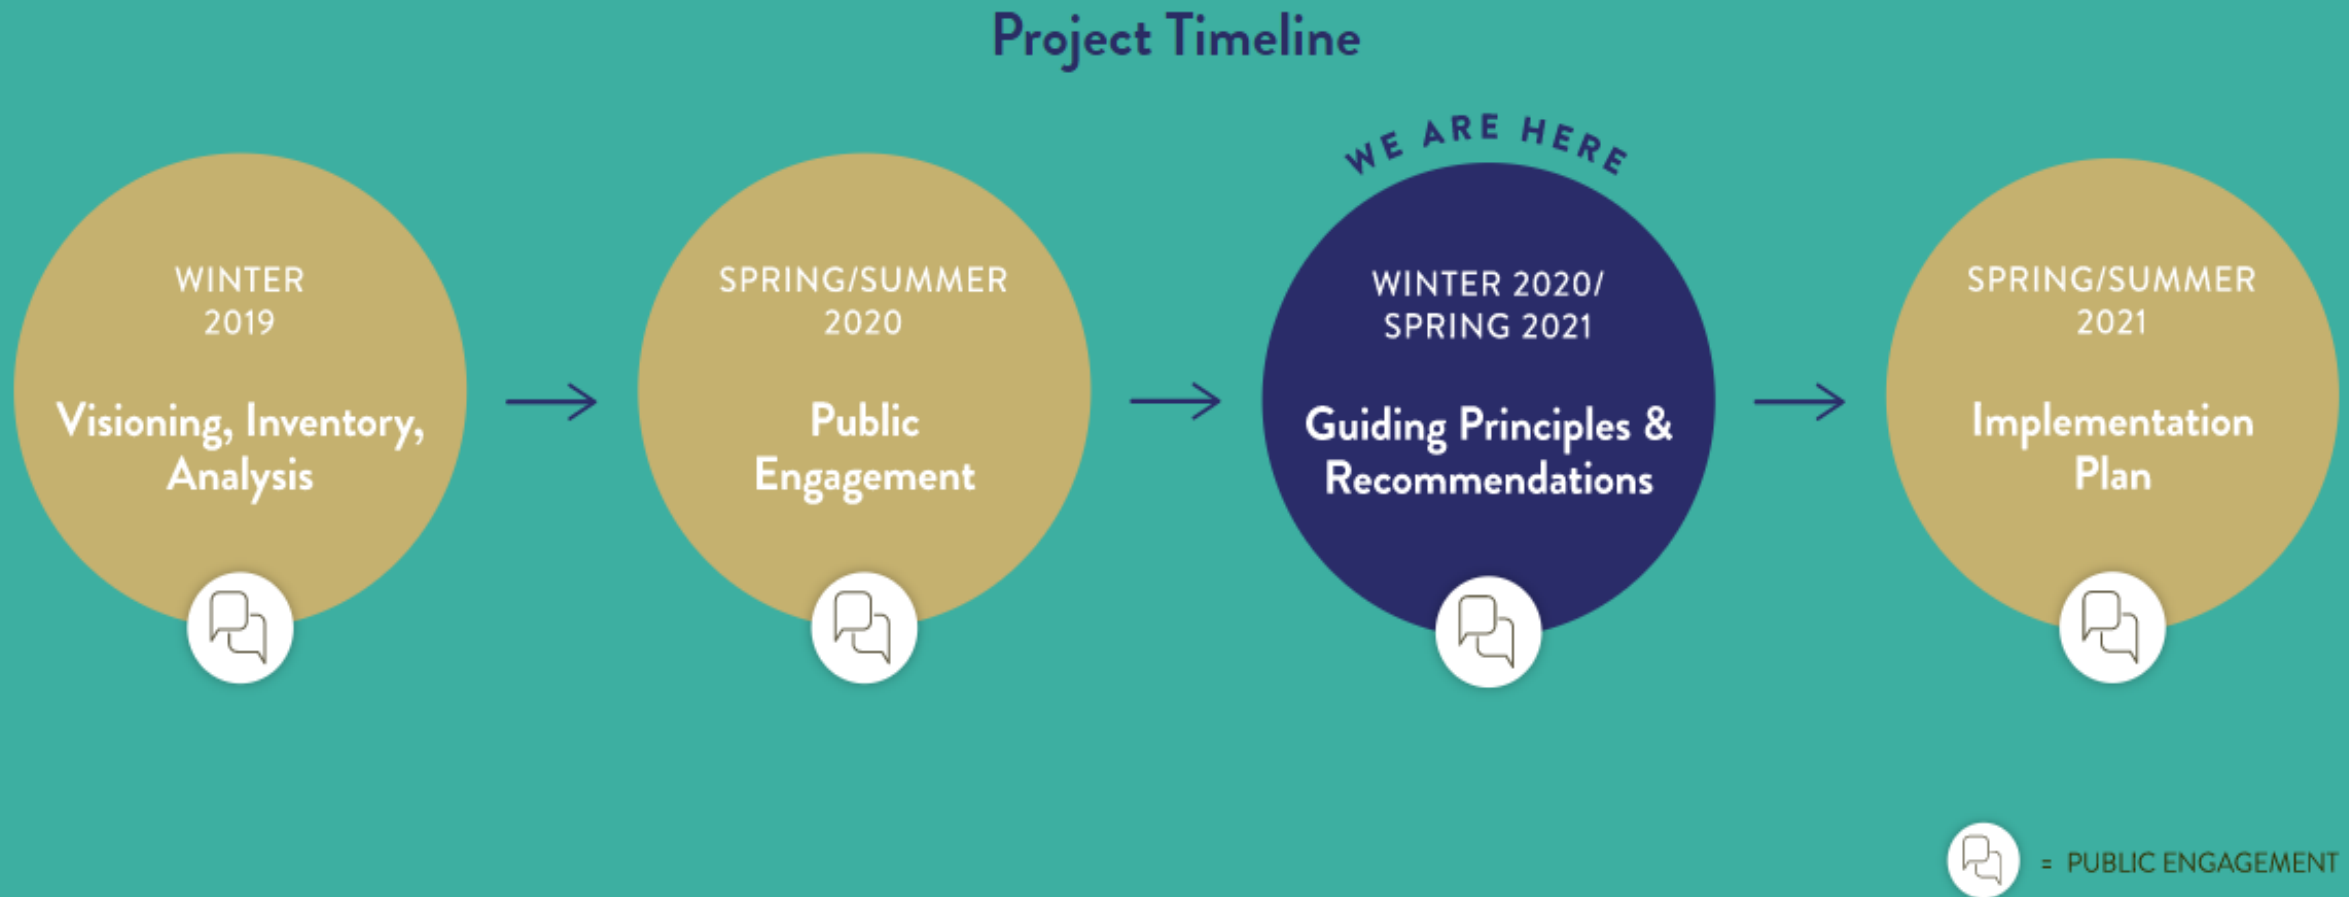 Project Timeline
WE ARE HERE
WINTER
2019
Visioning, Inventory,
Analysis
SPRING/SUMMER
2020
Public
Engagement
WINTER 2020/
SPRING 2021
Guiding Principles &
Recommendations
SPRING/SUMMER
2021
Implementation
Plan
= PUBLIC ENGAGEMENT